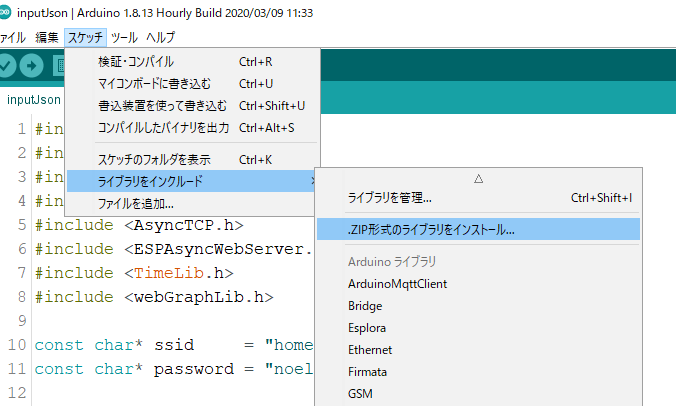 inputJson | Arduino 1.8.13 Hourly Build 2020/03/09 11:33
ァイル 編集 スケッチ ツール ヘルプ
検証・コンパイル Ctrl+R
マイコンボードに書き込む Ctrl+U
書込装置を使って書き込む Ctrl+Shift+U
コンパイルしたバイナリを出力 Ctrl+Alt+S
スケッチのフォルダを表示 Ctrl+K
ライブラリをインクルード
ファイルを追加...
ライブラリを管理... Ctrl+Shift+I
.ZIP形式のライブラリをインストール...
Arduino ライブラリ
ArduinoMqttClient
Bridge
Esplora
Ethernet
Firmata
GSM
inputJson
1 #in
2 #in
3 #in
4 #in
5 #include <AsyncTCP.h>
6 #include <ESPAsyncWebServer.
7 #include <TimeLib.h>
8 #include <webGraphLib.h>
9
10 const char* ssid = "home
11 const char* password = "noel
12